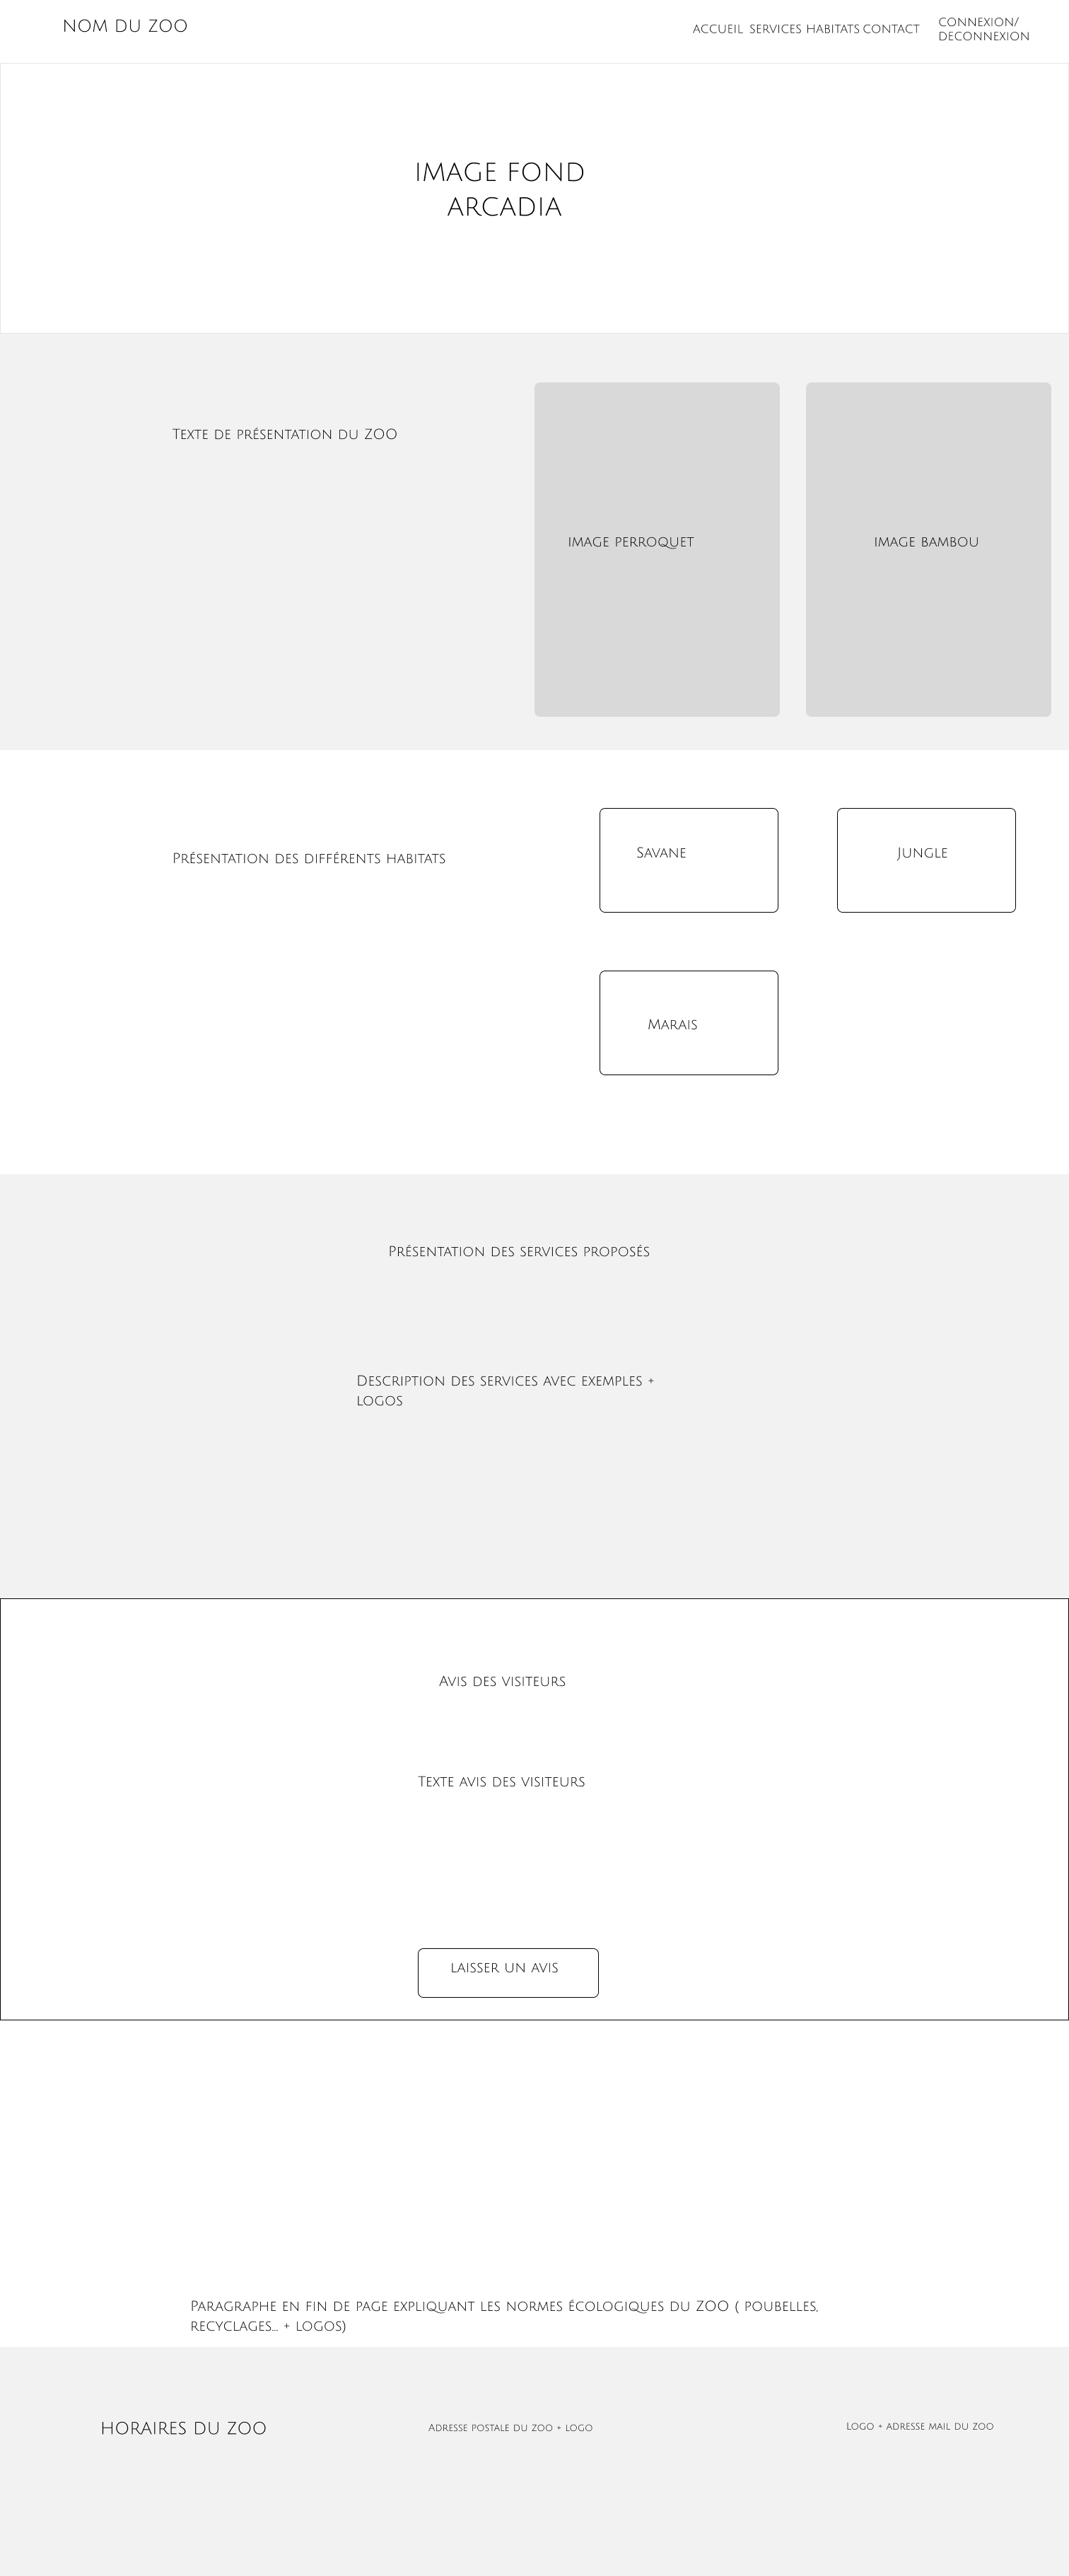 NOM DU ZOO
ACCUEIL SERVICES HABITATS CONTACT
CONNEXION/
DECONNEXION
IMAGE FOND
ARCADIA
Texte de présentation du ZOO
image perroquet
image bambou
Présentation des différents habitats
Savane
Jungle
Marais
Présentation des services proposés
Description des services avec exemples +
logos
Avis des visiteurs
Texte avis des visiteurs
laisser un avis
Paragraphe en fin de page expliquant les normes écologiques du ZOO ( poubelles,
recyclages... + logos)
HORAIRES DU ZOO
Adresse postale du zoo + logo
Logo + adresse mail du zoo